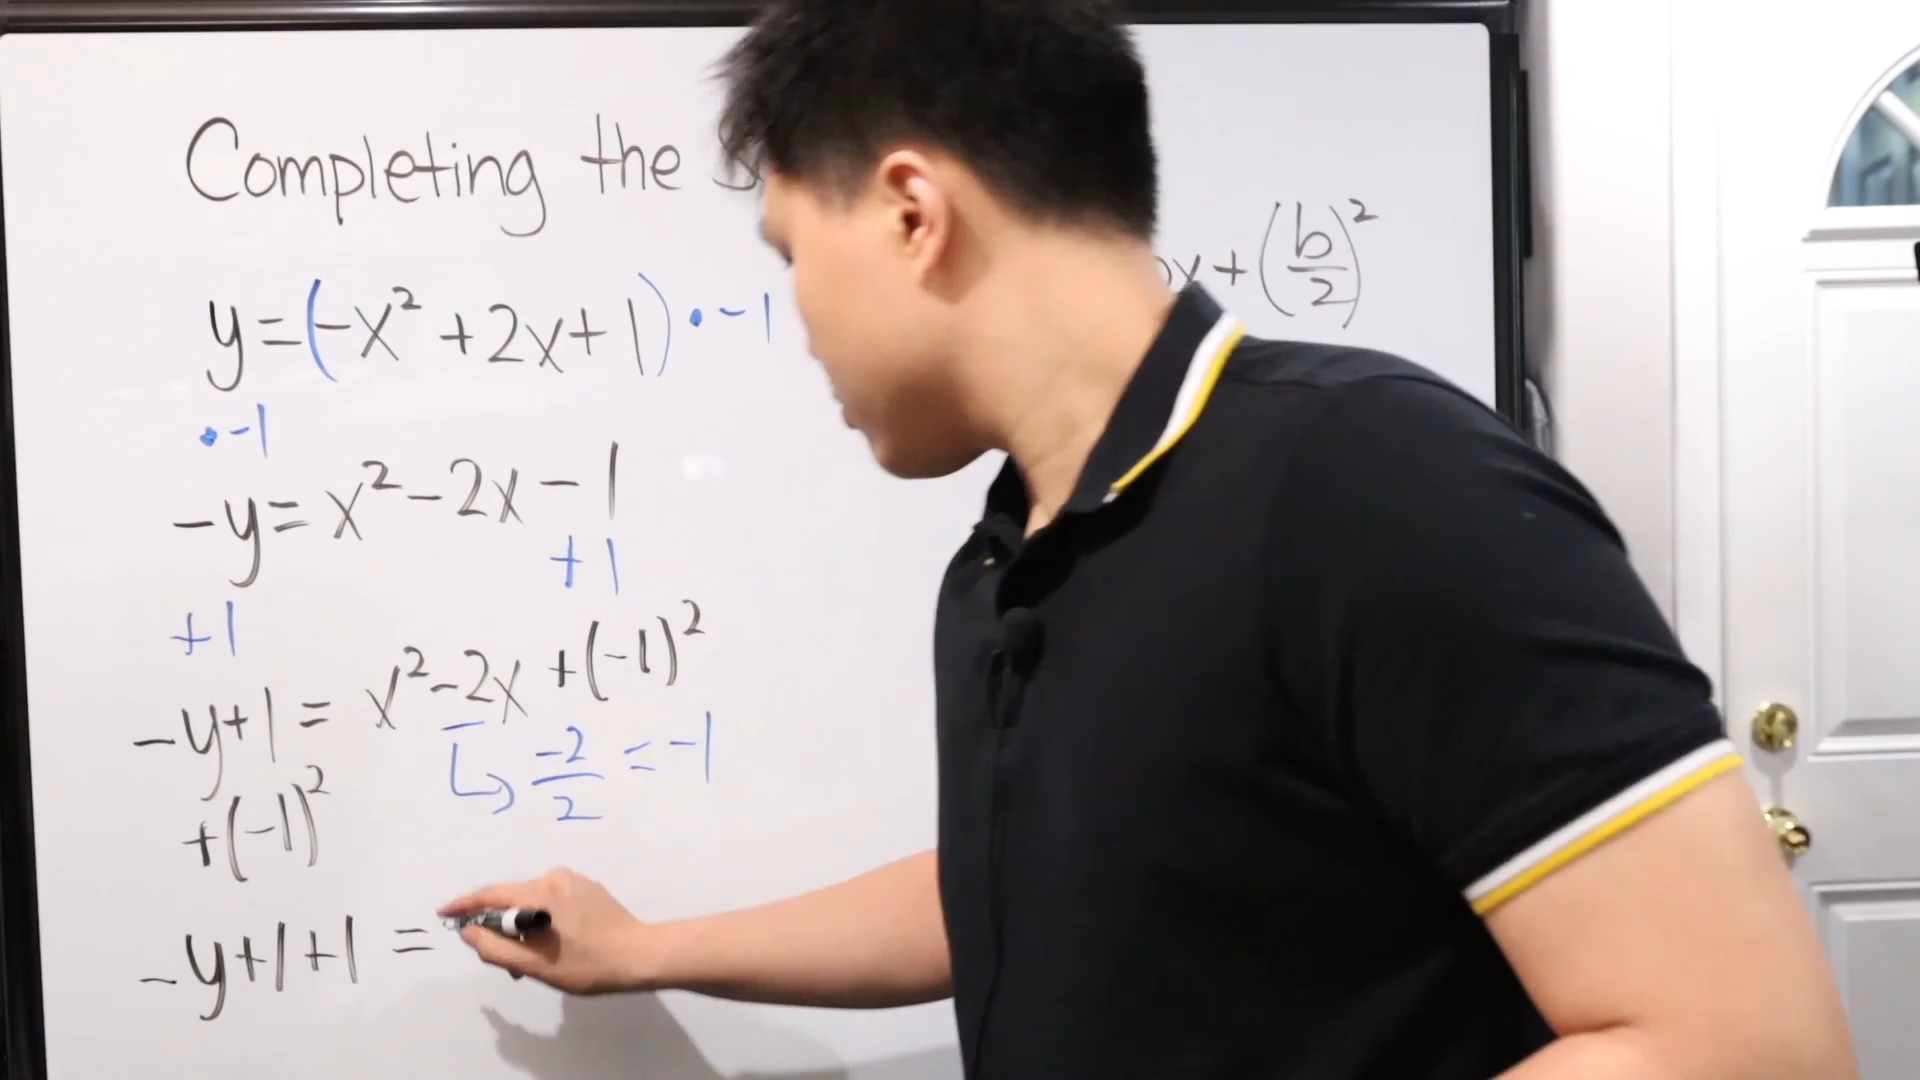 Completing the
y=(-x² +2x+1) • -1
• -1
-y= x² -2x -1
+1
+1
-y+1 = x² -2x +(-1)²
+(-1)²
-2/2 = -1
-y+1+1 =
x+(b/2)²